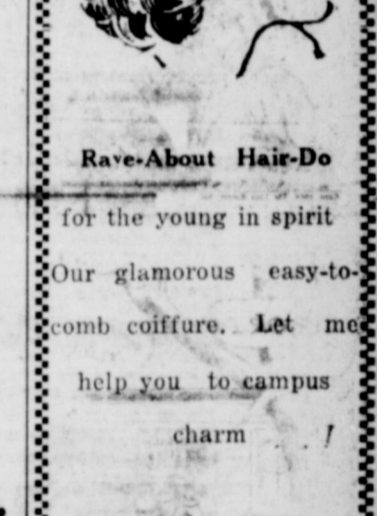 Rave-About Hair-Do
for the young in spirit
Our glamorous easy-to-
comb coiffure. Let me
help you to campus
charm . . !